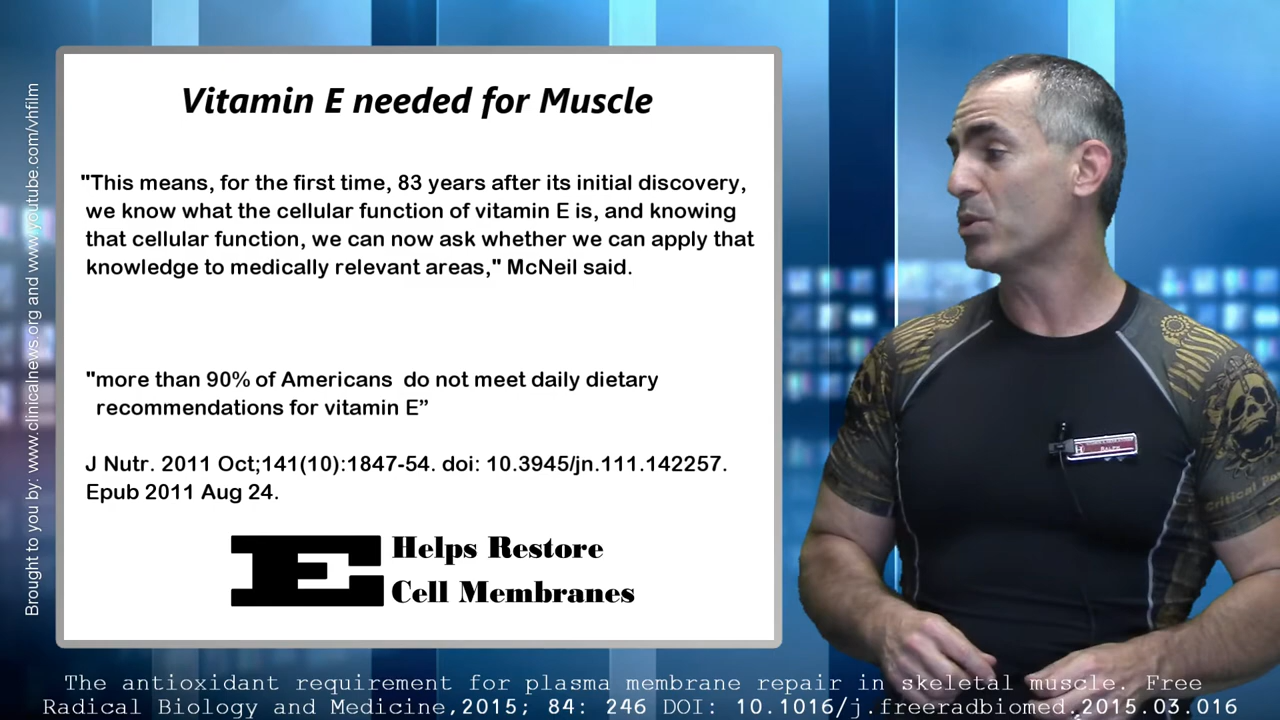 Vitamin E needed for Muscle
"This means, for the first time, 83 years after its initial discovery,
we know what the cellular function of vitamin E is, and knowing
that cellular function, we can now ask whether we can apply that
knowledge to medically relevant areas," McNeil said.
"more than 90% of Americans  do not meet daily dietary
recommendations for vitamin E”
J Nutr. 2011 Oct;141(10):1847-54. doi: 10.3945/jn.111.142257.
Epub 2011 Aug 24.
E Helps Restore
Cell Membranes
Brought to you by: www.clinicalnews.org and www.youtube.com/vhfilm
RALPH
Critical
The antioxidant requirement for plasma membrane repair in skeletal muscle. Free
Radical Biology and Medicine,2015; 84: 246 DOI: 10.1016/j.freeradbiomed.2015.03.016